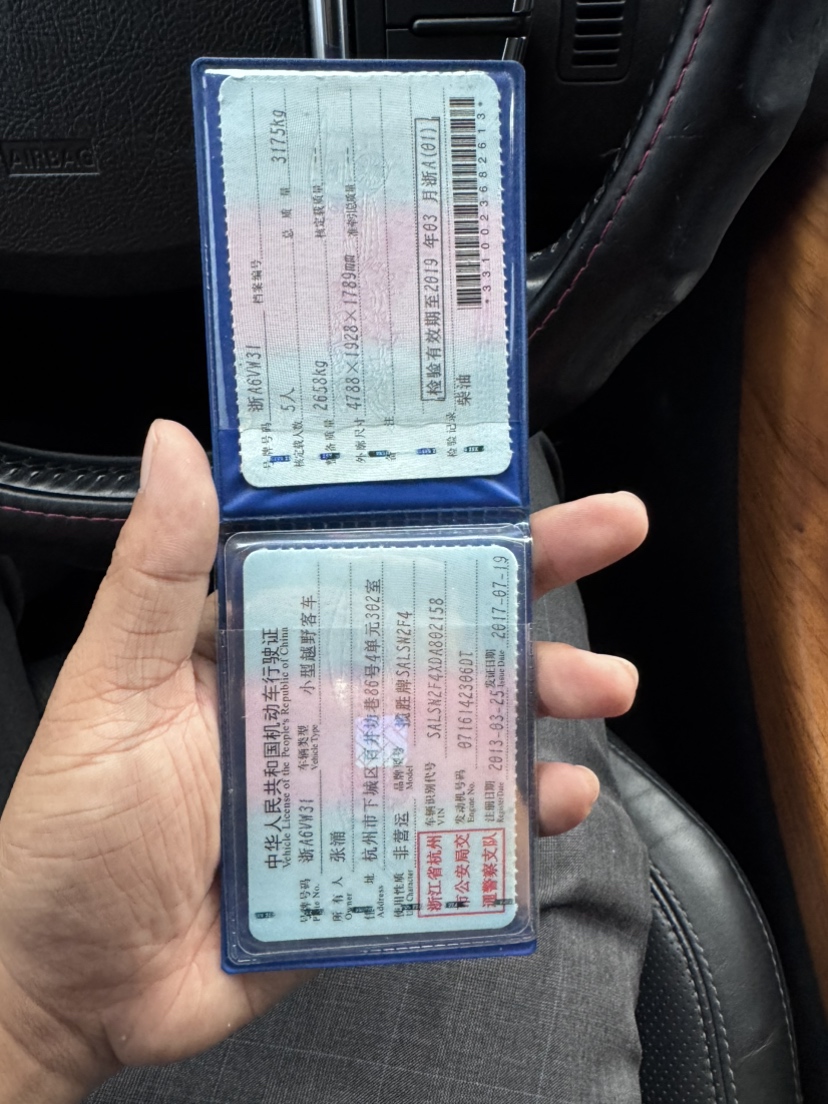 中华人民共和国机动车行驶证
Vehicle License of the People's Republic of China
号牌号码 浙A6VW31 车辆类型 小型越野客车
Plate No. Vehicle Type
所有人 张涌
Owner
住址 杭州市下城区百井坊巷86号4单元302室
Address
使用性质 非营运 品牌型号 揽胜牌SALSN2F4
Use Character Model
浙江省杭州
市公安局交
通警察支队
车辆识别代号 SALSN2F4XDA802158
VIN
发动机号码 0716142306DT
Engine No.
注册日期 2013-03-25 发证日期 2017-07-19
Register Date Issue Date
号牌号码 浙A6VW31 档案编号
核定载人数 5人 总质量 3175kg
整备质量 2658kg 核定载质量 --
外廓尺寸 4788×1928×1789mm 准牵引总质量 --
备注
检验有效期至2019年03月浙A(01)
检验记录
柴油
*3310023682613*
AIRBAG